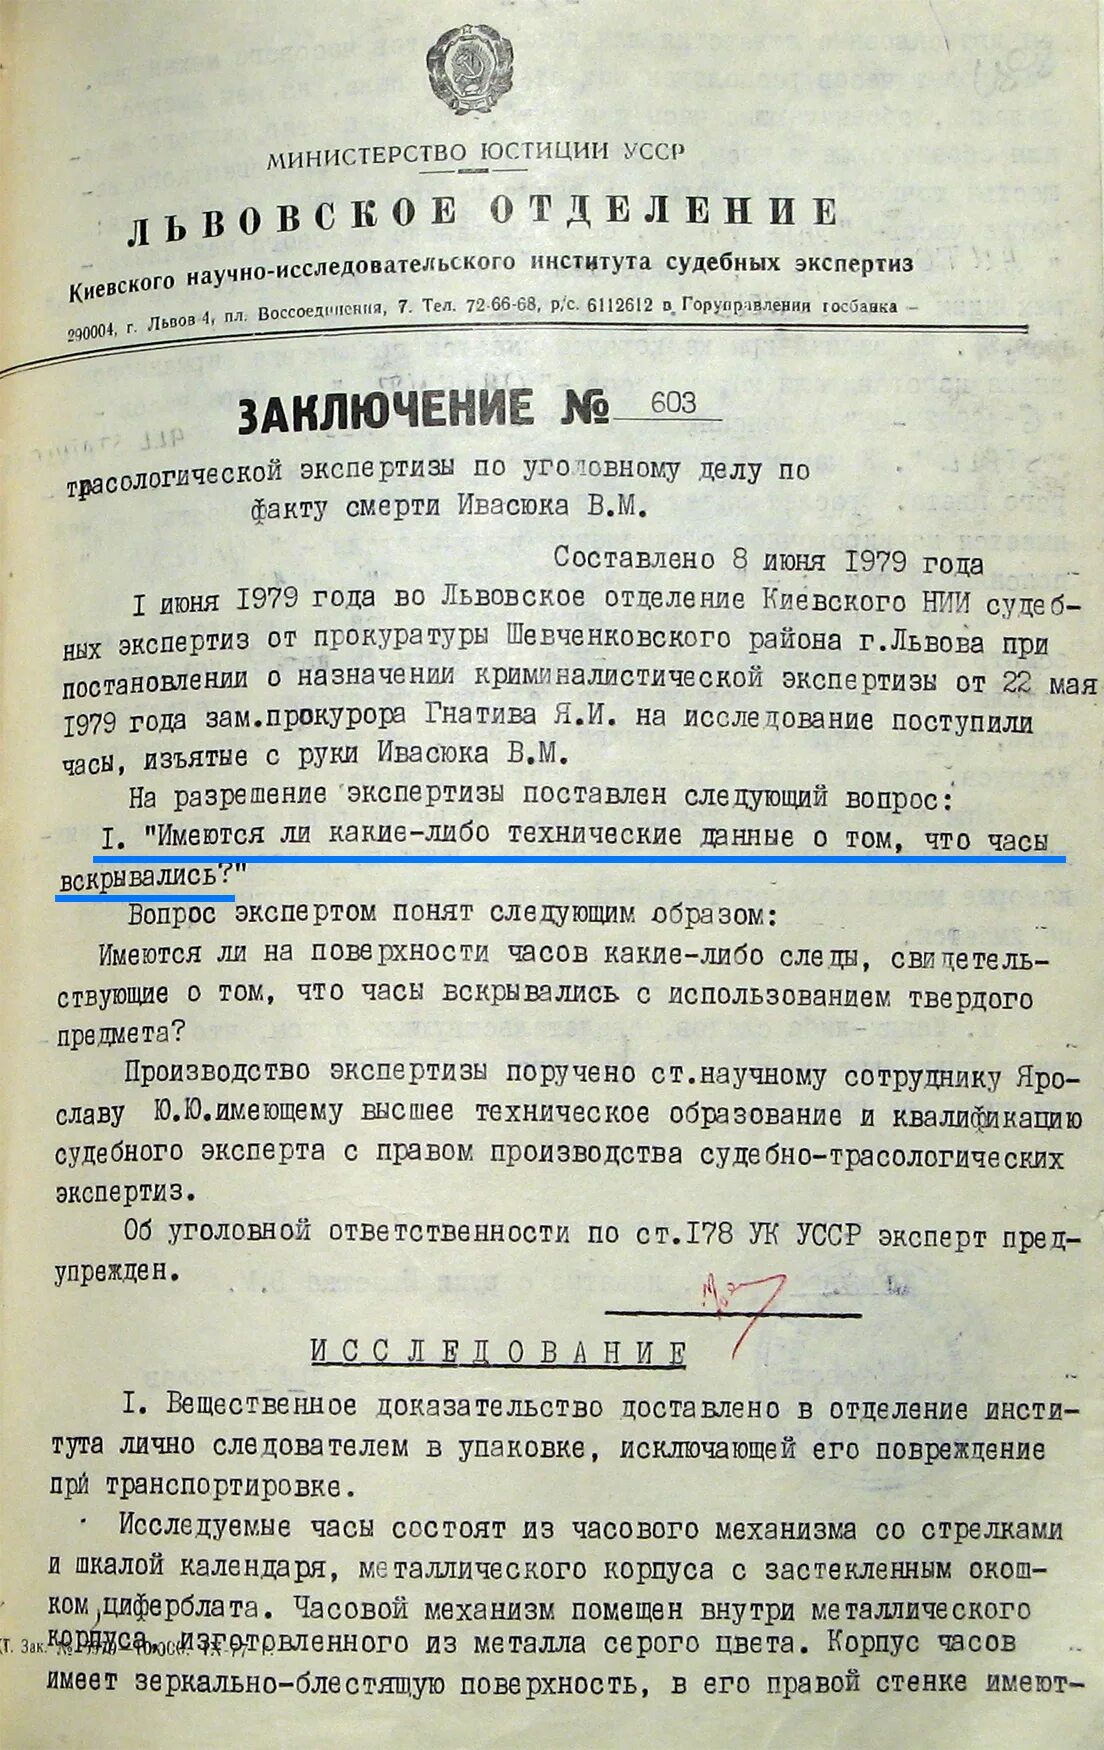 МИНИСТЕРСТВО ЮСТИЦИИ УССР
ЛЬВОВСКОЕ ОТДЕЛЕНИЕ
Киевского научно-исследовательского института судебных экспертиз
290004, г. Львов 4, пл. Воссоединения, 7. Тел. 72-66-68, р/с. 6112612 в Горуправлении госбанка
ЗАКЛЮЧЕНИЕ № 603
трасологической экспертизы по уголовному делу по
факту смерти Ивасюка В.М.
Составлено 8 июня 1979 года
I июня 1979 года во Львовское отделение Киевского НИИ судеб-
ных экспертиз от прокуратуры Шевченковского района г.Львова при
постановлении о назначении криминалистической экспертизы от 22 мая
1979 года зам.прокурора Гнатива Я.И. на исследование поступили
часы, изъятые с руки Ивасюка В.М.
На разрешение экспертизы поставлен следующий вопрос:
I. "Имеются ли какие-либо технические данные о том, что часы
вскрывались?"
Вопрос экспертом понят следующим образом:
Имеются ли на поверхности часов какие-либо следы, свидетель-
ствующие о том, что часы вскрывались с использованием твердого
предмета?
Производство экспертизы поручено ст.научному сотруднику Яро-
славу Ю.Ю.имеющему высшее техническое образование и квалификацию
судебного эксперта с правом производства судебно-трасологических
экспертиз.
Об уголовной ответственности по ст.I78 УК УССР эксперт пред-
упрежден.
ИССЛЕДОВАНИЕ
I. Вещественное доказательство доставлено в отделение инсти-
тута лично следователем в упаковке, исключающей его повреждение
при транспортировке.
Исследуемые часы состоят из часового механизма со стрелками
и шкалой календаря, металлического корпуса с застекленным окош-
ком циферблата. Часовой механизм помещен внутри металлического
корпуса, изготовленного из металла серого цвета. Корпус часов
имеет зеркально-блестящую поверхность, в его правой стенке имеют-